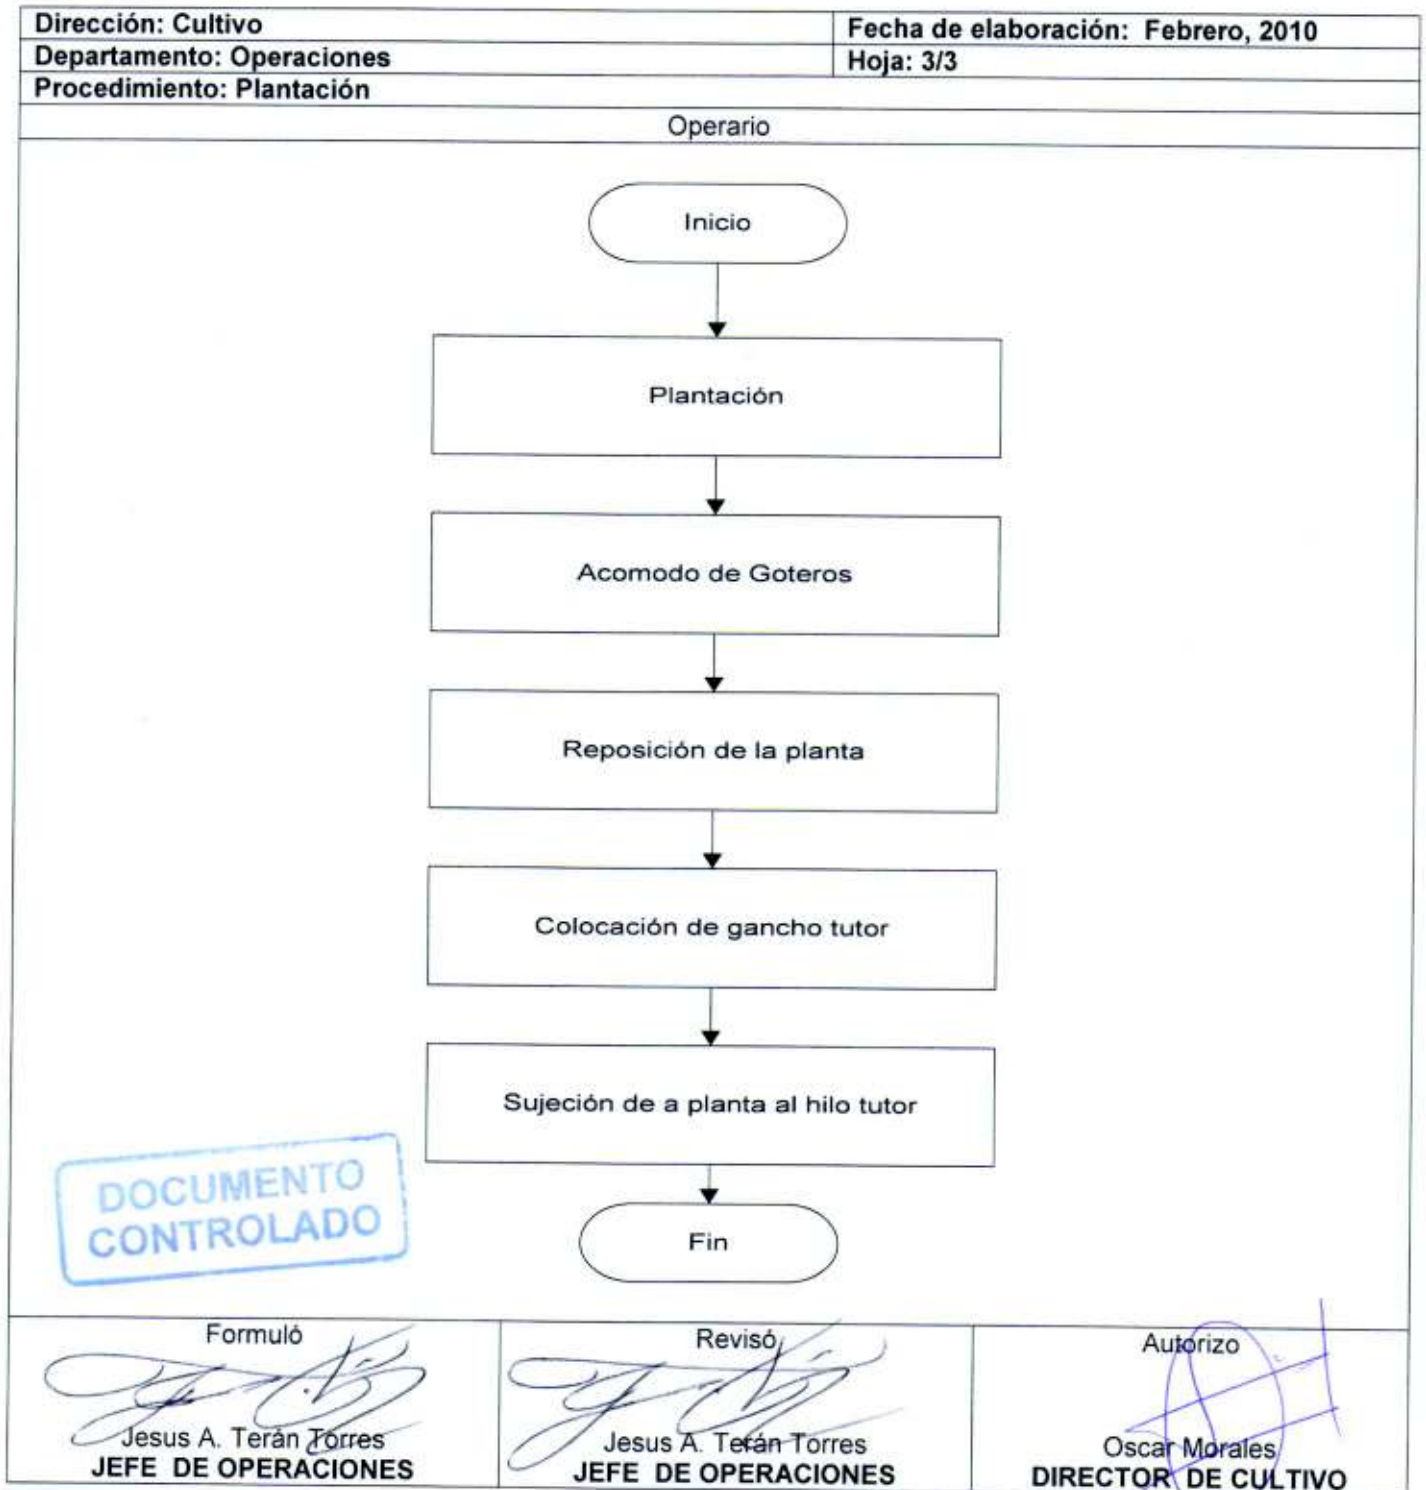 Dirección: Cultivo
Fecha de elaboración: Febrero, 2010
Departamento: Operaciones
Hoja: 3/3
Procedimiento: Plantación
Operario
Inicio
Plantación
Acomodo de Goteros
Reposición de la planta
Colocación de gancho tutor
Sujeción de a planta al hilo tutor
DOCUMENTO
CONTROLADO
Fin
Formuló
Revisó
Autorizo
Jesus A. Terán Torres
JEFE DE OPERACIONES
Jesus A. Terán Torres
JEFE DE OPERACIONES
Oscar Morales
DIRECTOR DE CULTIVO